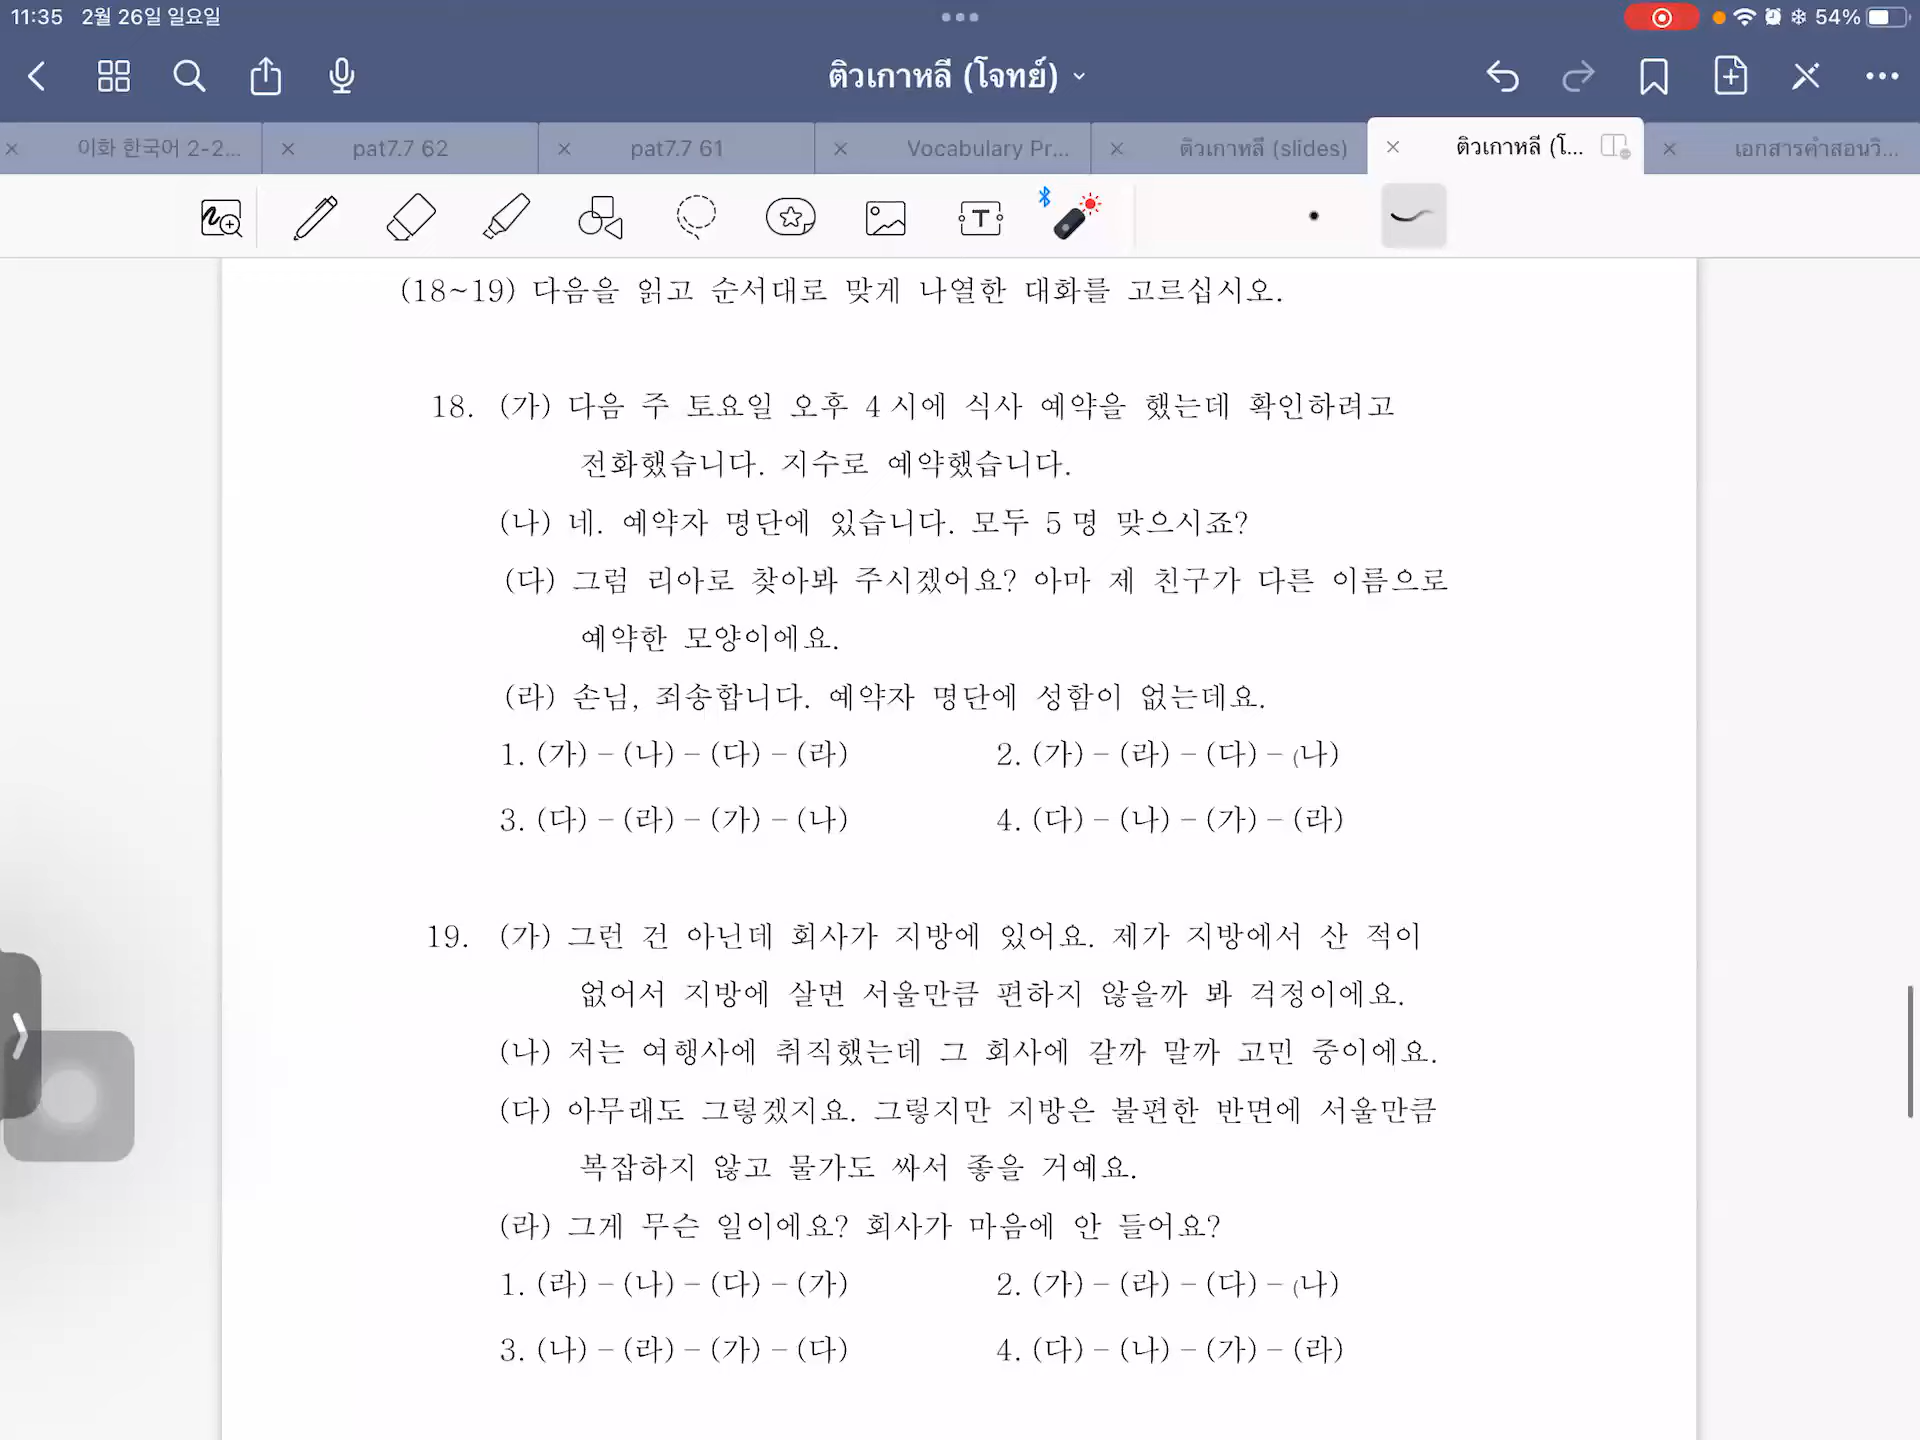 11:35 2월 26일 일요일
54%
ติวเกาหลี (โจทย์)
이화 한국어 2-2...
pat7.7 62
pat7.7 61
Vocabulary Pr...
ติวเกาหลี (slides)
ติวเกาหลี (โ...
เอกสารคำสอนวิ...
(18~19) 다음을 읽고 순서대로 맞게 나열한 대화를 고르십시오.
18. (가) 다음 주 토요일 오후 4시에 식사 예약을 했는데 확인하려고
전화했습니다. 지수로 예약했습니다.
(나) 네. 예약자 명단에 있습니다. 모두 5명 맞으시죠?
(다) 그럼 리아로 찾아봐 주시겠어요? 아마 제 친구가 다른 이름으로
예약한 모양이에요.
(라) 손님, 죄송합니다. 예약자 명단에 성함이 없는데요.
1. (가) – (나) – (다) – (라) 2. (가) – (라) – (다) – (나)
3. (다) – (라) – (가) – (나) 4. (다) – (나) – (가) – (라)
19. (가) 그런 건 아닌데 회사가 지방에 있어요. 제가 지방에서 산 적이
없어서 지방에 살면 서울만큼 편하지 않을까 봐 걱정이에요.
(나) 저는 여행사에 취직했는데 그 회사에 갈까 말까 고민 중이에요.
(다) 아무래도 그렇겠지요. 그렇지만 지방은 불편한 반면에 서울만큼
복잡하지 않고 물가도 싸서 좋을 거예요.
(라) 그게 무슨 일이에요? 회사가 마음에 안 들어요?
1. (라) – (나) – (다) – (가) 2. (가) – (라) – (다) – (나)
3. (나) – (라) – (가) – (다) 4. (다) – (나) – (가) – (라)